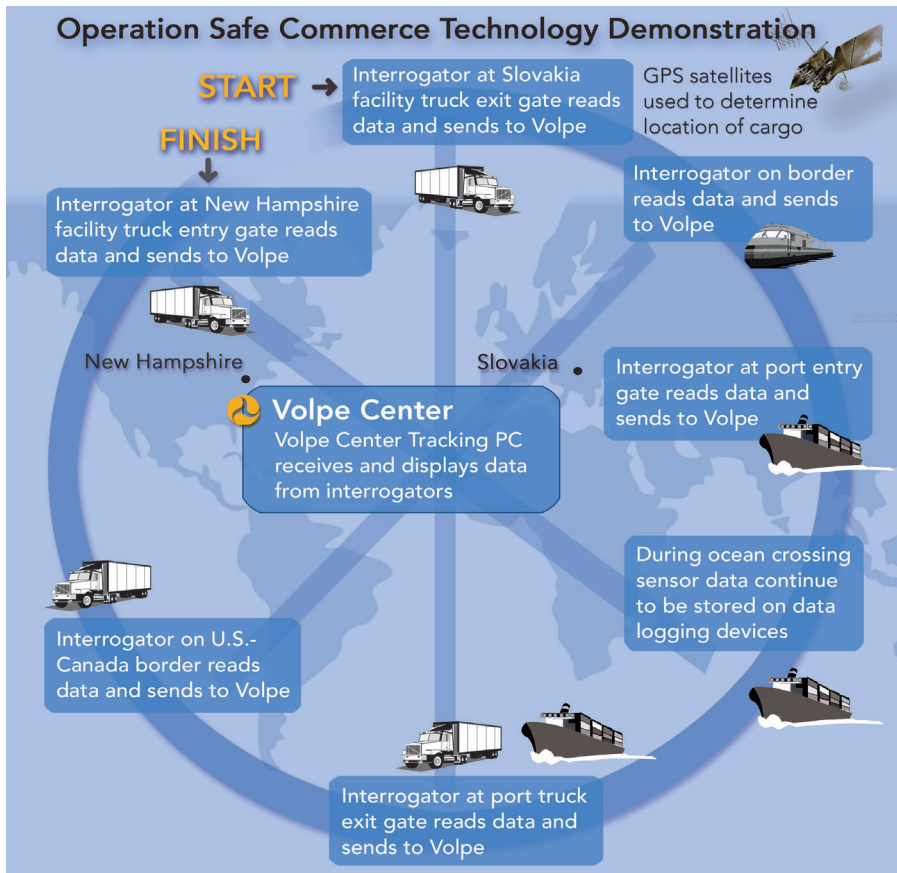 Operation Safe Commerce Technology Demonstration
START
Interrogator at Slovakia
facility truck exit gate reads
data and sends to Volpe
GPS satellites
used to determine
location of cargo
FINISH
Interrogator on border
reads data and sends
to Volpe
Interrogator at New Hampshire
facility truck entry gate reads
data and sends to Volpe
New Hampshire
Slovakia
Interrogator at port entry
gate reads data and
sends to Volpe
Volpe Center
Volpe Center Tracking PC
receives and displays data
from interrogators
During ocean crossing
sensor data continue
to be stored on data
logging devices
Interrogator on U.S.-
Canada border reads
data and sends to Volpe
Interrogator at port truck
exit gate reads data and
sends to Volpe